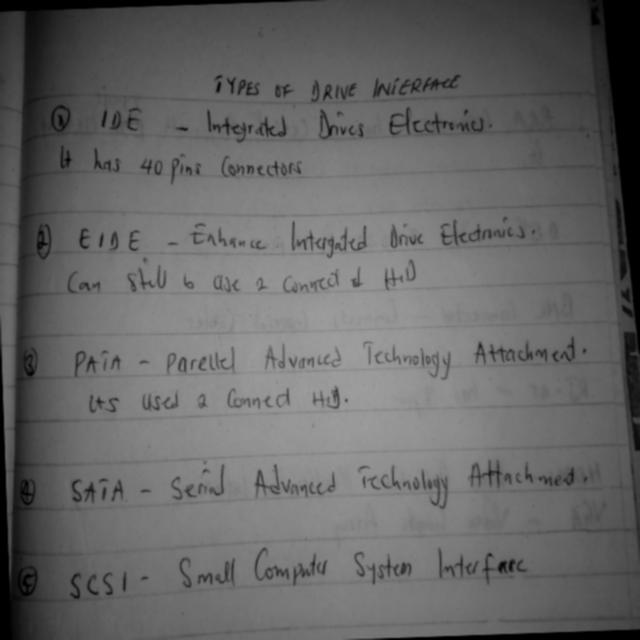 TYPES OF DRIVE INTERFACE
① IDE - Integrated Drives Electronics.
It has 40 pins Connectors
② EIDE - Enhance Intergated Drive Electronics.
Can still b use 2 connect HD
③ PATA - Parellel Advanced Technology Attachment.
Its used 2 Conned HD.
④ SATA - Serial Advanced Technology Attachment.
⑤ SCSI - Small Computer System Interface